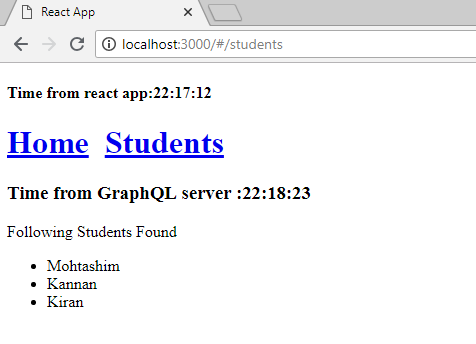 React App
localhost:3000/#/students
Time from react app:22:17:12
Home Students
Time from GraphQL server :22:18:23
Following Students Found
Mohtashim
Kannan
Kiran